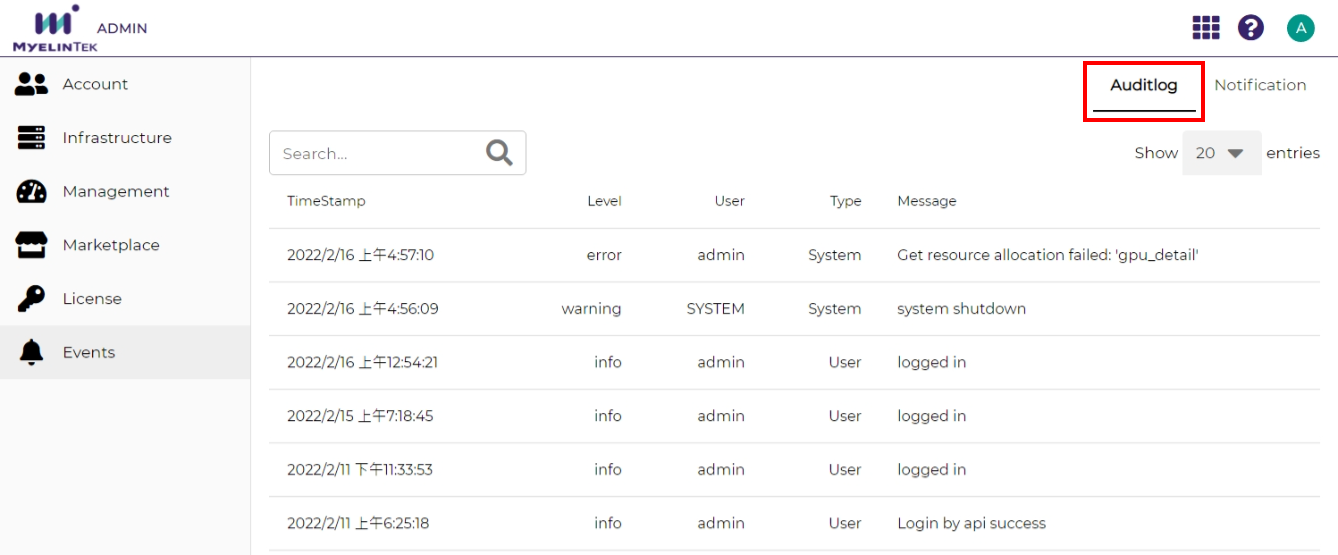 MYELINTEK ADMIN A
Auditlog Notification
Account
Infrastructure
Management
Marketplace
License
Events
Search... Show 20 entries
TimeStamp Level User Type Message
2022/2/16 上午4:57:10 error admin System Get resource allocation failed: 'gpu_detail'
2022/2/16 上午4:56:09 warning SYSTEM System system shutdown
2022/2/16 上午12:54:21 info admin User logged in
2022/2/15 上午7:18:45 info admin User logged in
2022/2/11 下午11:33:53 info admin User logged in
2022/2/11 上午6:25:18 info admin User Login by api success